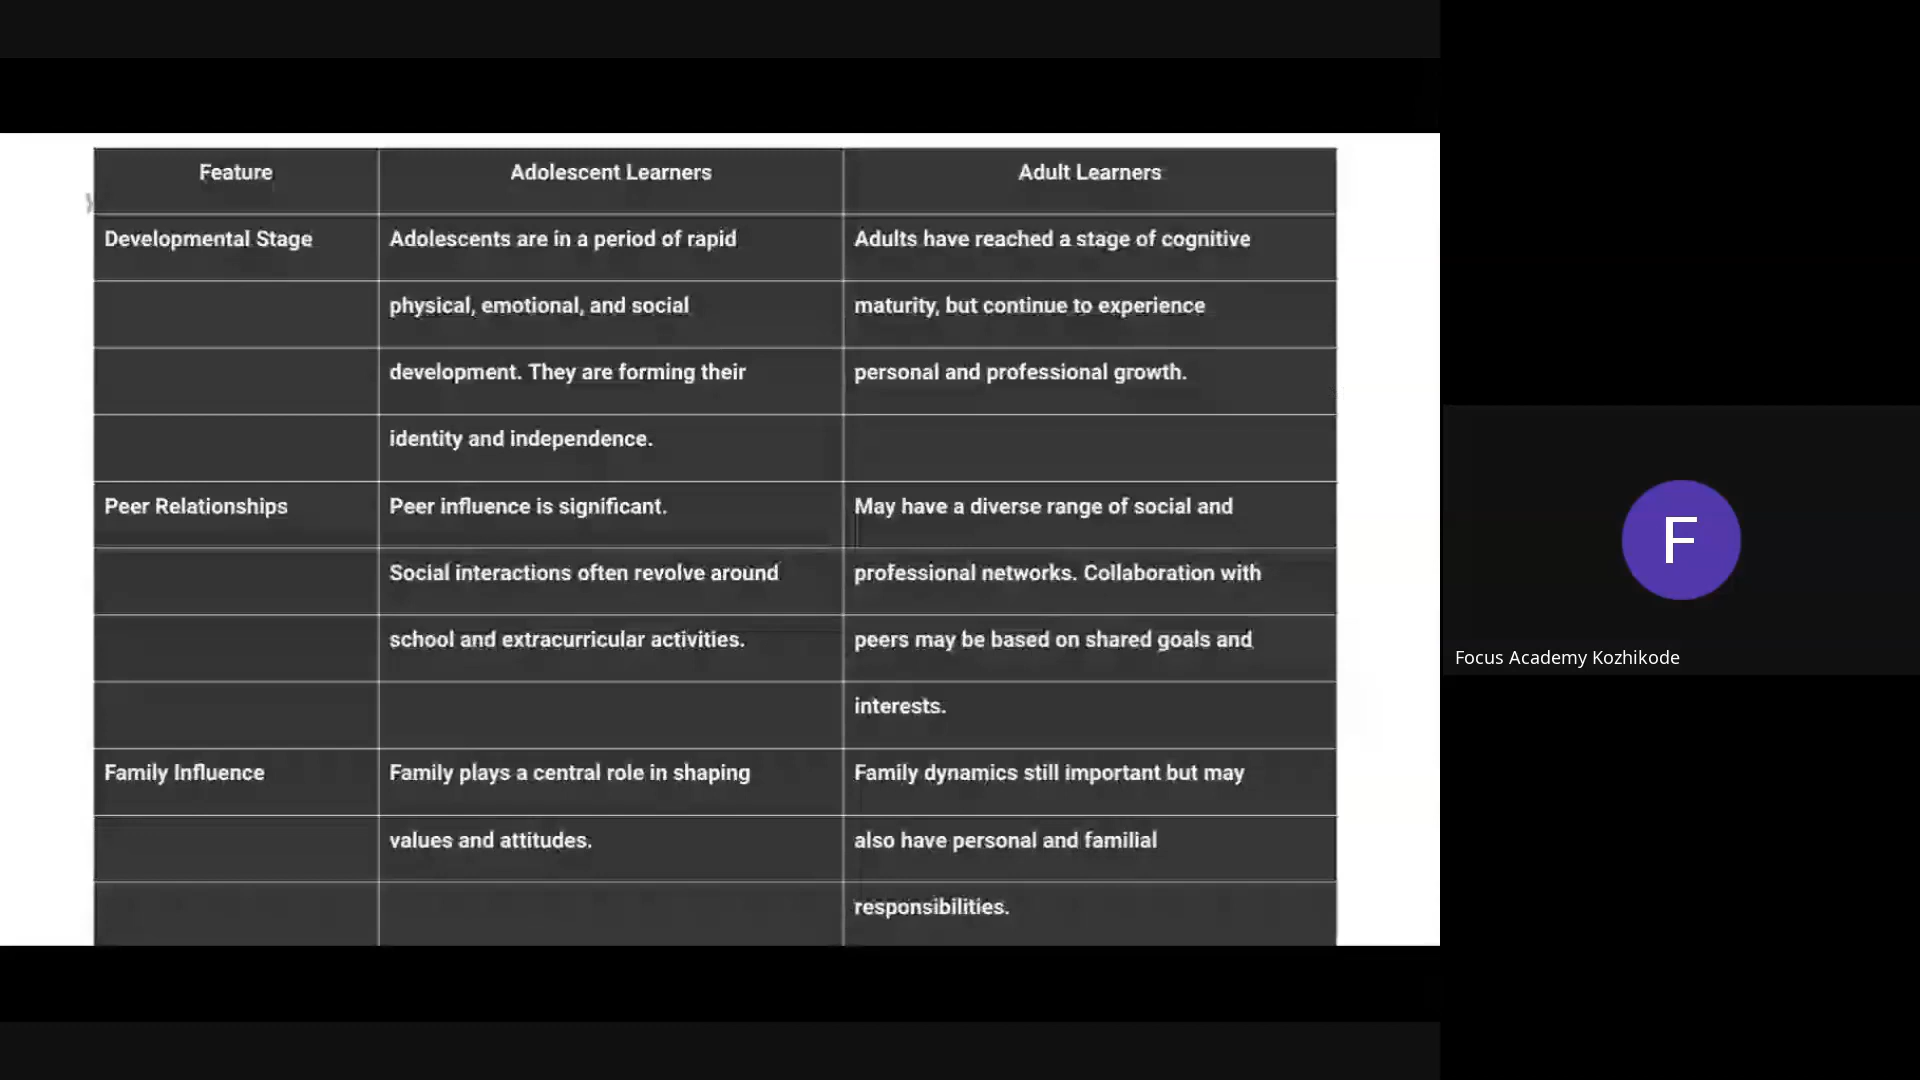 Feature Adolescent Learners Adult Learners
Developmental Stage Adolescents are in a period of rapid Adults have reached a stage of cognitive
physical, emotional, and social maturity, but continue to experience
development. They are forming their personal and professional growth.
identity and independence.
Peer Relationships Peer influence is significant. May have a diverse range of social and
Social interactions often revolve around professional networks. Collaboration with
school and extracurricular activities. peers may be based on shared goals and
interests.
Family Influence Family plays a central role in shaping Family dynamics still important but may
values and attitudes. also have personal and familial
responsibilities.
F
Focus Academy Kozhikode